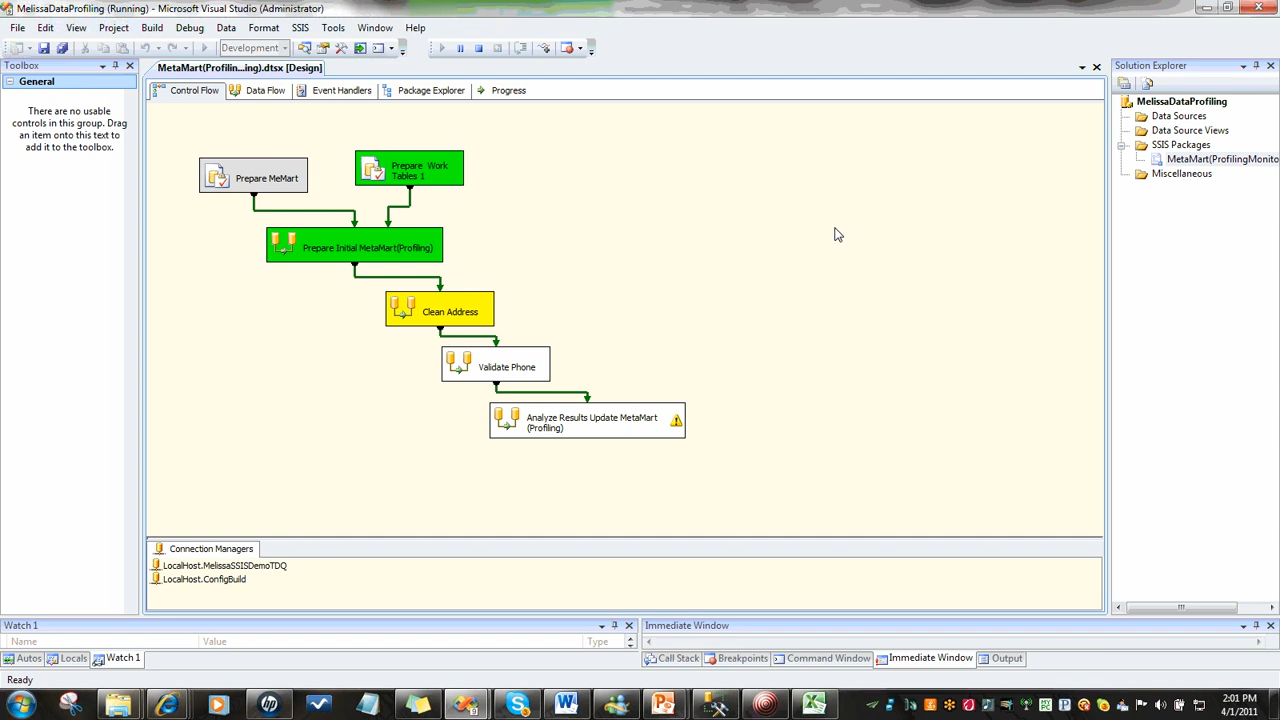 MelissaDataProfiling (Running) - Microsoft Visual Studio (Administrator)
File Edit View Project Build Debug Data Format SSIS Tools Window Help
Development
Toolbox
General
There are no usable
controls in this group. Drag
an item onto this text to
add it to the toolbox.
MetaMart(Profilin...ing).dtsx [Design]
Control Flow Data Flow Event Handlers Package Explorer Progress
Prepare MeMart
Prepare Work
Tables 1
Prepare Initial MetaMart(Profiling)
Clean Address
Validate Phone
Analyze Results Update MetaMart
(Profiling)
Connection Managers
LocalHost.MelissaSSISDemoTDQ
LocalHost.ConfigBuild
Solution Explorer
MelissaDataProfiling
Data Sources
Data Source Views
SSIS Packages
MetaMart(ProfilingMonito
Miscellaneous
Watch 1
Name Value Type
Autos Locals Watch 1
Immediate Window
Call Stack Breakpoints Command Window Immediate Window Output
Ready
2:01 PM
4/1/2011